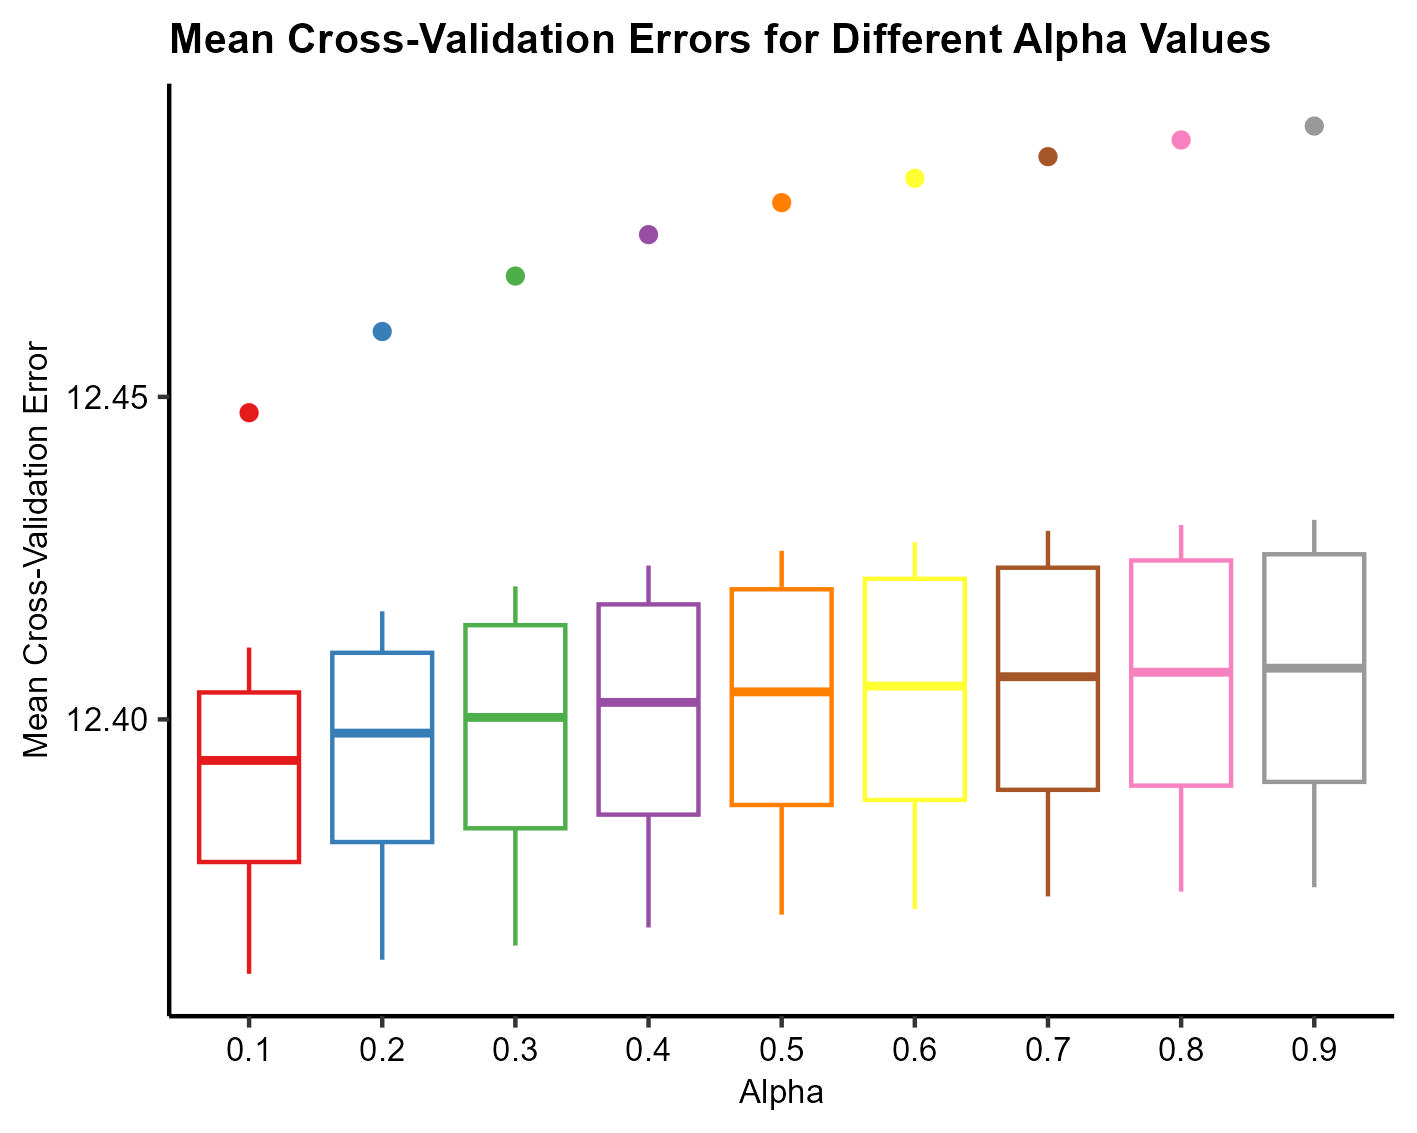 Mean Cross-Validation Errors for Different Alpha Values
Mean Cross-Validation Error
12.45
12.40
0.1 0.2 0.3 0.4 0.5 0.6 0.7 0.8 0.9
Alpha